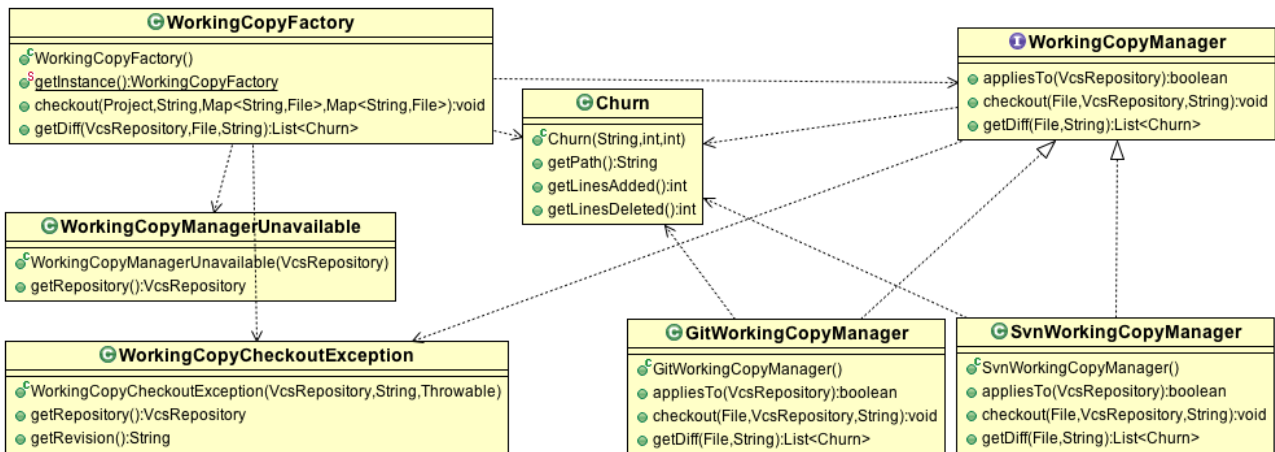 WorkingCopyFactory
WorkingCopyFactory()
getInstance():WorkingCopyFactory
checkout(Project,String,Map<String,File>,Map<String,File>):void
getDiff(VcsRepository,File,String):List<Churn>
WorkingCopyManager
appliesTo(VcsRepository):boolean
checkout(File,VcsRepository,String):void
getDiff(File,String):List<Churn>
Churn
Churn(String,int,int)
getPath():String
getLinesAdded():int
getLinesDeleted():int
WorkingCopyManagerUnavailable
WorkingCopyManagerUnavailable(VcsRepository)
getRepository():VcsRepository
WorkingCopyCheckoutException
WorkingCopyCheckoutException(VcsRepository,String,Throwable)
getRepository():VcsRepository
getRevision():String
GitWorkingCopyManager
GitWorkingCopyManager()
appliesTo(VcsRepository):boolean
checkout(File,VcsRepository,String):void
getDiff(File,String):List<Churn>
SvnWorkingCopyManager
SvnWorkingCopyManager()
appliesTo(VcsRepository):boolean
checkout(File,VcsRepository,String):void
getDiff(File,String):List<Churn>